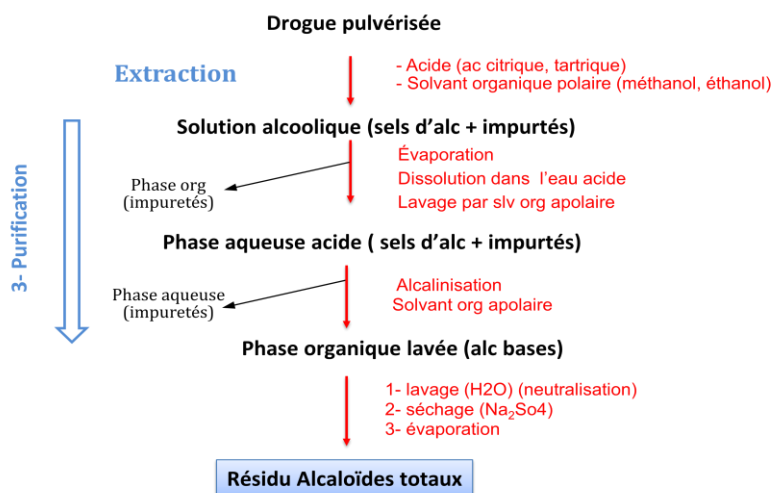 Drogue pulvérisée
Extraction
- Acide (ac citrique, tartrique)
- Solvant organique polaire (méthanol, éthanol)
Solution alcoolique (sels d'alc + impurtés)
Évaporation
Dissolution dans l'eau acide
Lavage par slv org apolaire
Phase org
(impuretés)
3- Purification
Phase aqueuse acide ( sels d'alc + impurtés)
Alcalinisation
Solvant org apolaire
Phase aqueuse
(impuretés)
Phase organique lavée (alc bases)
1- lavage (H2O) (neutralisation)
2- séchage (Na₂So4)
3- évaporation
Résidu Alcaloïdes totaux